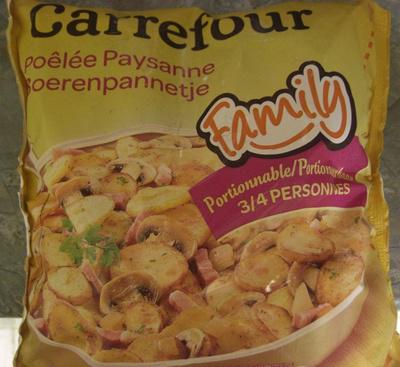 Carrefour
Poêlée Paysanne
Boerenpannetje
Family
Portionnable/
3/4 PERSONNES